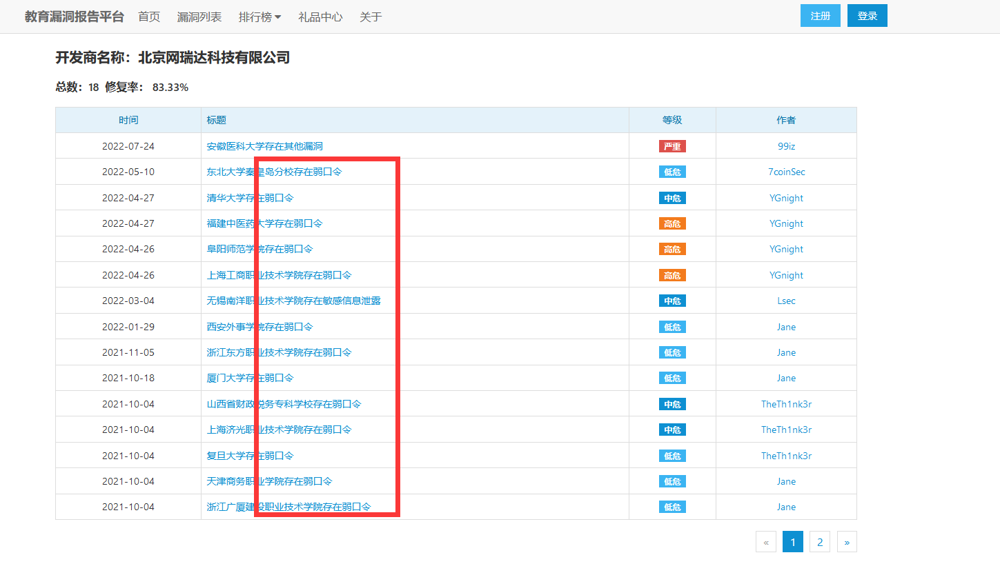 教育漏洞报告平台 首页 漏洞列表 排行榜 礼品中心 关于 注册 登录
开发商名称：北京网瑞达科技有限公司
总数：18 修复率： 83.33%
时间 标题 等级 作者
2022-07-24 安徽医科大学存在其他漏洞 严重 99iz
2022-05-10 东北大学秦皇岛分校存在弱口令 低危 7coinSec
2022-04-27 清华大学存在弱口令 中危 YGnight
2022-04-27 福建中医药大学存在弱口令 高危 YGnight
2022-04-26 阜阳师范学院存在弱口令 高危 YGnight
2022-04-26 上海工商职业技术学院存在弱口令 高危 YGnight
2022-03-04 无锡南洋职业技术学院存在敏感信息泄露 中危 Lsec
2022-01-29 西安外事学院存在弱口令 低危 Jane
2021-11-05 浙江东方职业技术学院存在弱口令 低危 Jane
2021-10-18 厦门大学存在弱口令 低危 Jane
2021-10-04 山西省财政税务专科学校存在弱口令 中危 TheTh1nk3r
2021-10-04 上海济光职业技术学院存在弱口令 中危 TheTh1nk3r
2021-10-04 复旦大学存在弱口令 低危 TheTh1nk3r
2021-10-04 天津商务职业学院存在弱口令 低危 Jane
2021-10-04 浙江广厦建设职业技术学院存在弱口令 低危 Jane
« 1 2 »